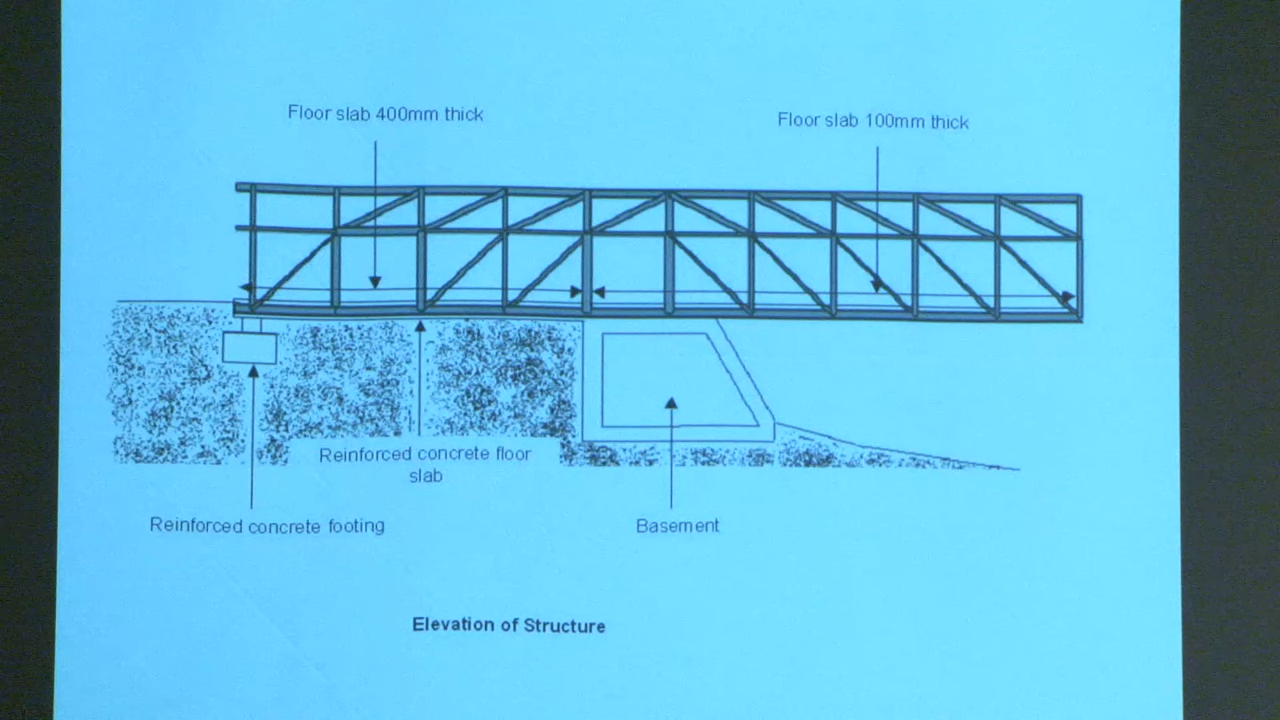 Floor slab 400mm thick
Floor slab 100mm thick
Reinforced concrete floor
slab
Reinforced concrete footing
Basement
Elevation of Structure